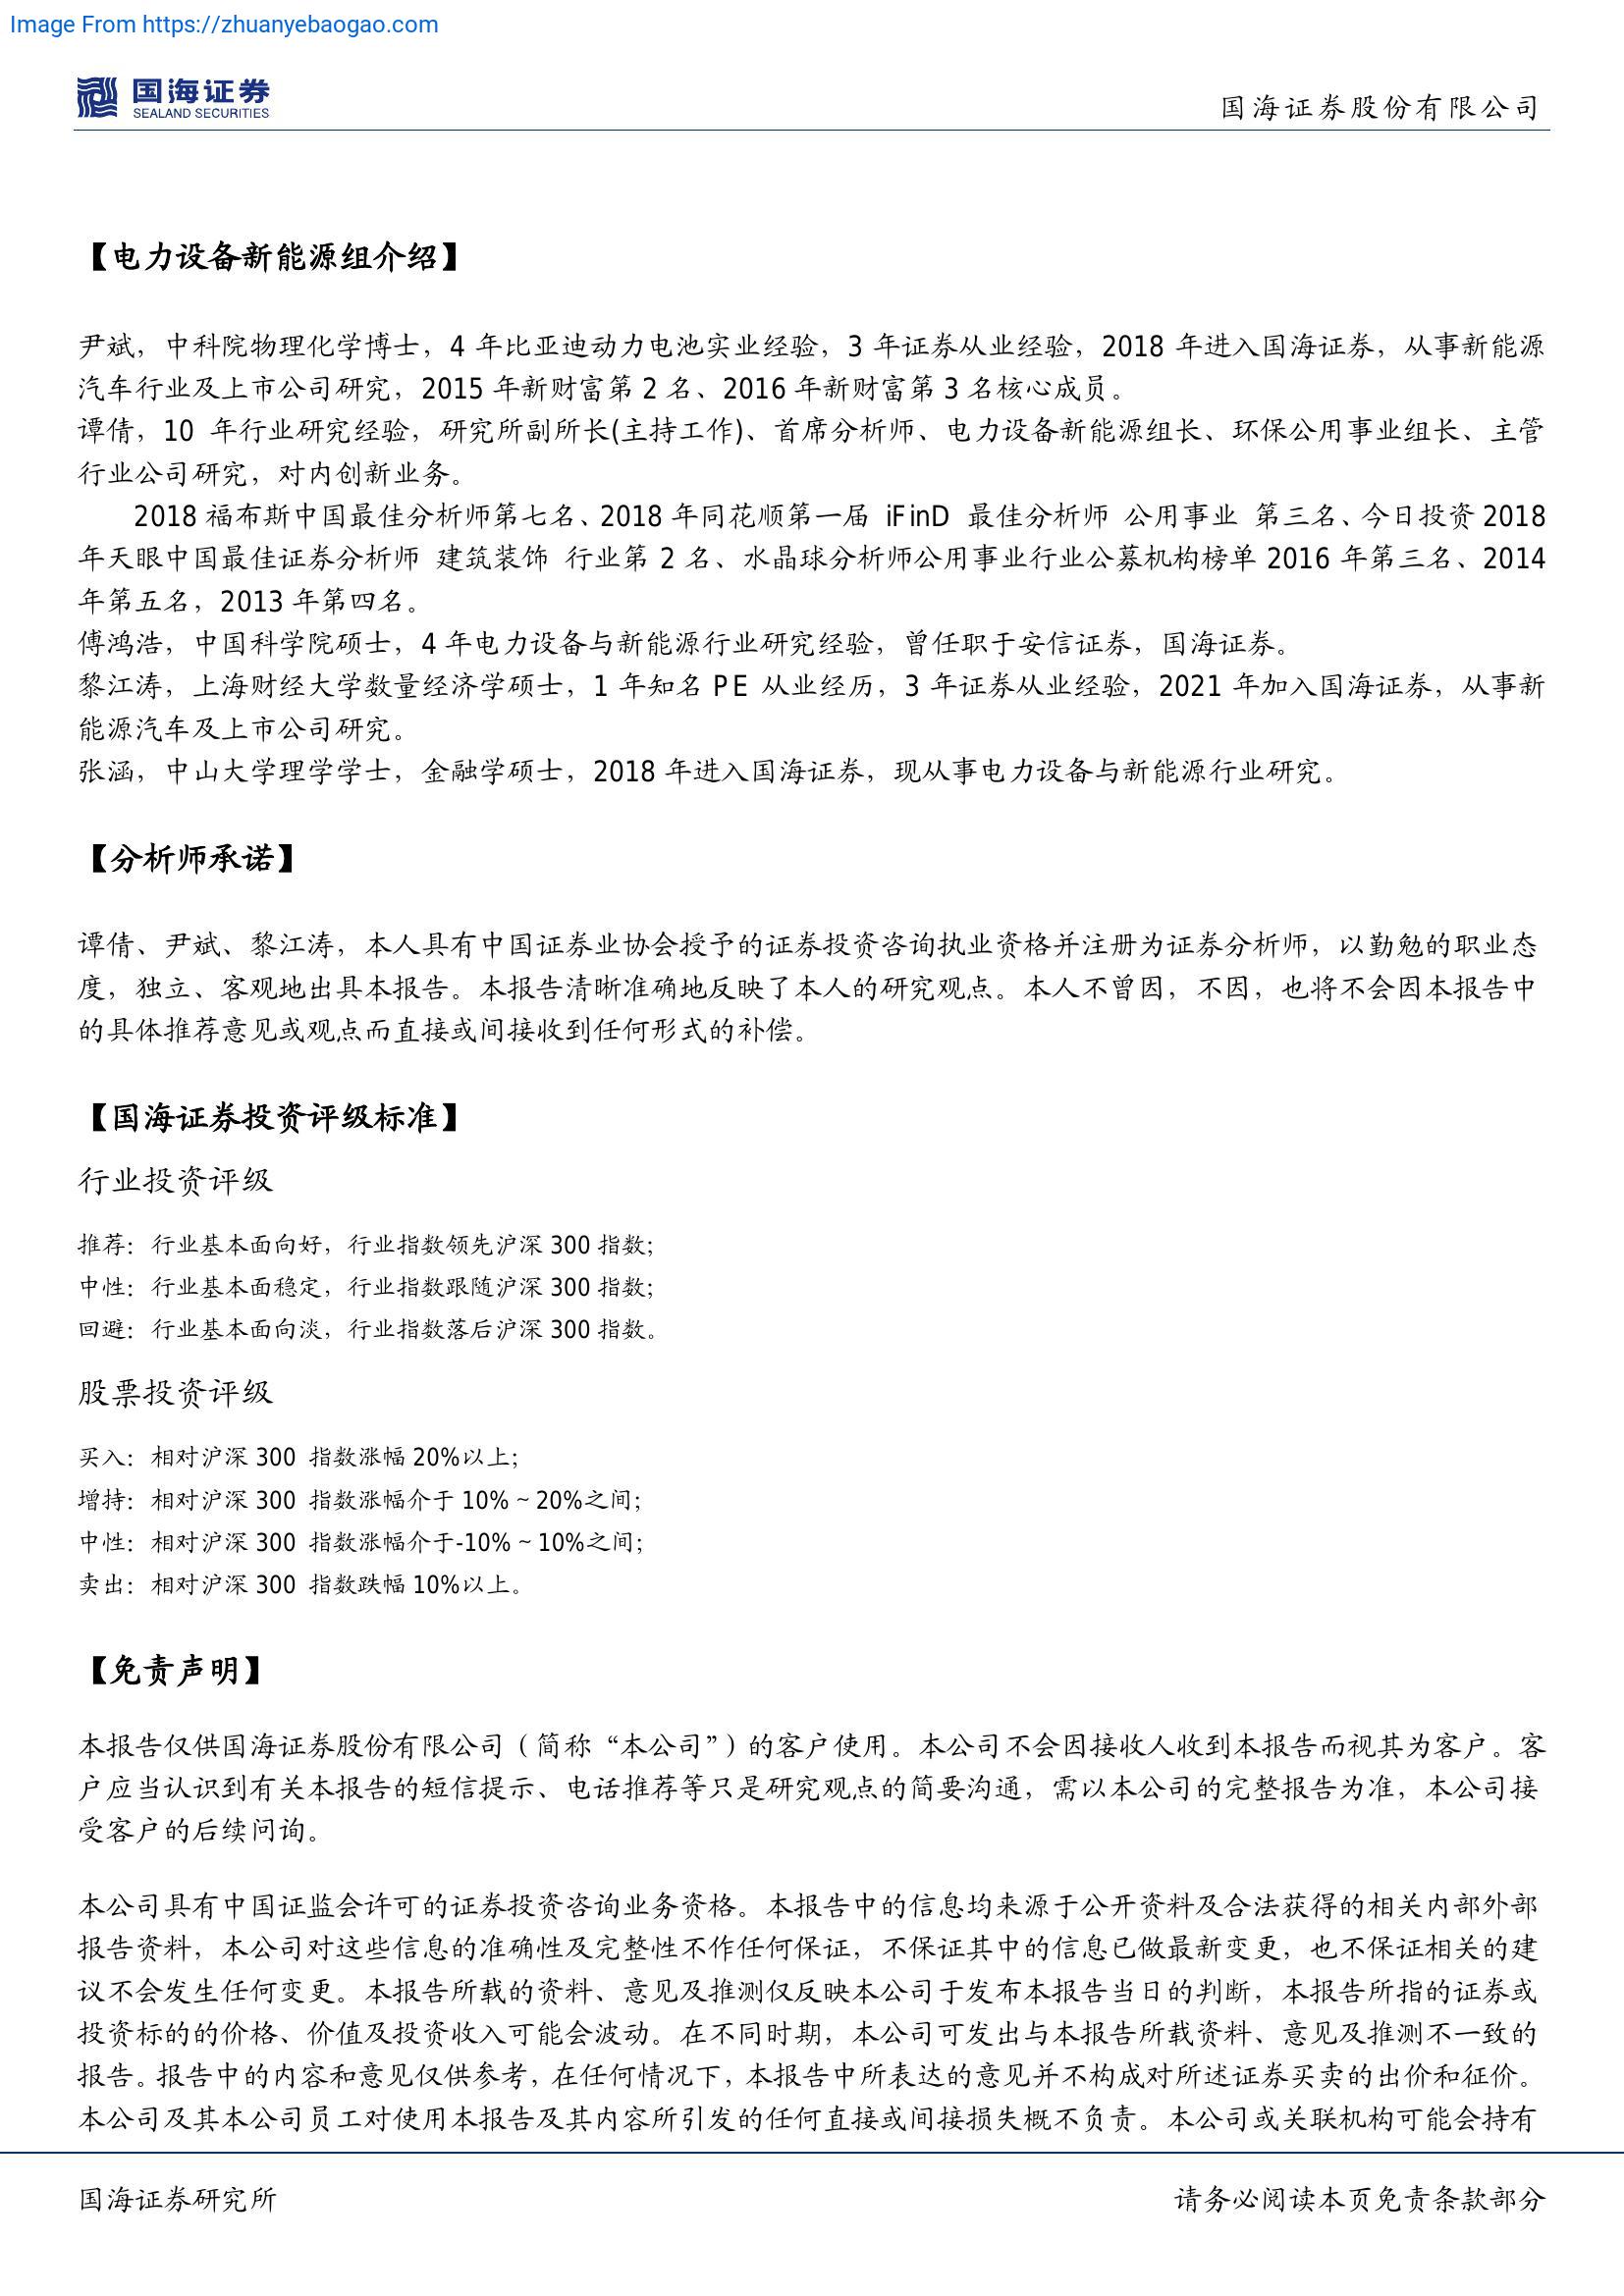 Image From https://zhuanyebaogao.com
国海证券
SEALAND SECURITIES
国海证券股份有限公司
【电力设备新能源组介绍】
尹斌，中科院物理化学博士，4 年比亚迪动力电池实业经验，3 年证券从业经验，2018 年进入国海证券，从事新能源
汽车行业及上市公司研究，2015 年新财富第 2 名、2016 年新财富第 3 名核心成员。
谭倩，10 年行业研究经验，研究所副所长(主持工作)、首席分析师、电力设备新能源组长、环保公用事业组长、主管
行业公司研究，对内创新业务。
2018 福布斯中国最佳分析师第七名、2018 年同花顺第一届 iFinD 最佳分析师 公用事业 第三名、今日投资 2018
年天眼中国最佳证券分析师 建筑装饰 行业第 2 名、水晶球分析师公用事业行业公募机构榜单 2016 年第三名、2014
年第五名，2013 年第四名。
傅鸿浩，中国科学院硕士，4 年电力设备与新能源行业研究经验，曾任职于安信证券，国海证券。
黎江涛，上海财经大学数量经济学硕士，1 年知名 PE 从业经历，3 年证券从业经验，2021 年加入国海证券，从事新
能源汽车及上市公司研究。
张涵，中山大学理学学士，金融学硕士，2018 年进入国海证券，现从事电力设备与新能源行业研究。
【分析师承诺】
谭倩、尹斌、黎江涛，本人具有中国证券业协会授予的证券投资咨询执业资格并注册为证券分析师，以勤勉的职业态
度，独立、客观地出具本报告。本报告清晰准确地反映了本人的研究观点。本人不曾因，不因，也将不会因本报告中
的具体推荐意见或观点而直接或间接收到任何形式的补偿。
【国海证券投资评级标准】
行业投资评级
推荐：行业基本面向好，行业指数领先沪深 300 指数；
中性：行业基本面稳定，行业指数跟随沪深 300 指数；
回避：行业基本面向淡，行业指数落后沪深 300 指数。
股票投资评级
买入：相对沪深 300 指数涨幅 20%以上；
增持：相对沪深 300 指数涨幅介于 10%～20%之间；
中性：相对沪深 300 指数涨幅介于-10%～10%之间；
卖出：相对沪深 300 指数跌幅 10%以上。
【免责声明】
本报告仅供国海证券股份有限公司（简称“本公司”）的客户使用。本公司不会因接收人收到本报告而视其为客户。客
户应当认识到有关本报告的短信提示、电话推荐等只是研究观点的简要沟通，需以本公司的完整报告为准，本公司接
受客户的后续问询。
本公司具有中国证监会许可的证券投资咨询业务资格。本报告中的信息均来源于公开资料及合法获得的相关内部外部
报告资料，本公司对这些信息的准确性及完整性不作任何保证，不保证其中的信息已做最新变更，也不保证相关的建
议不会发生任何变更。本报告所载的资料、意见及推测仅反映本公司于发布本报告当日的判断，本报告所指的证券或
投资标的的价格、价值及投资收入可能会波动。在不同时期，本公司可发出与本报告所载资料、意见及推测不一致的
报告。报告中的内容和意见仅供参考，在任何情况下，本报告中所表达的意见并不构成对所述证券买卖的出价和征价。
本公司及其本公司员工对使用本报告及其内容所引发的任何直接或间接损失概不负责。本公司或关联机构可能会持有
国海证券研究所
请务必阅读本页免责条款部分